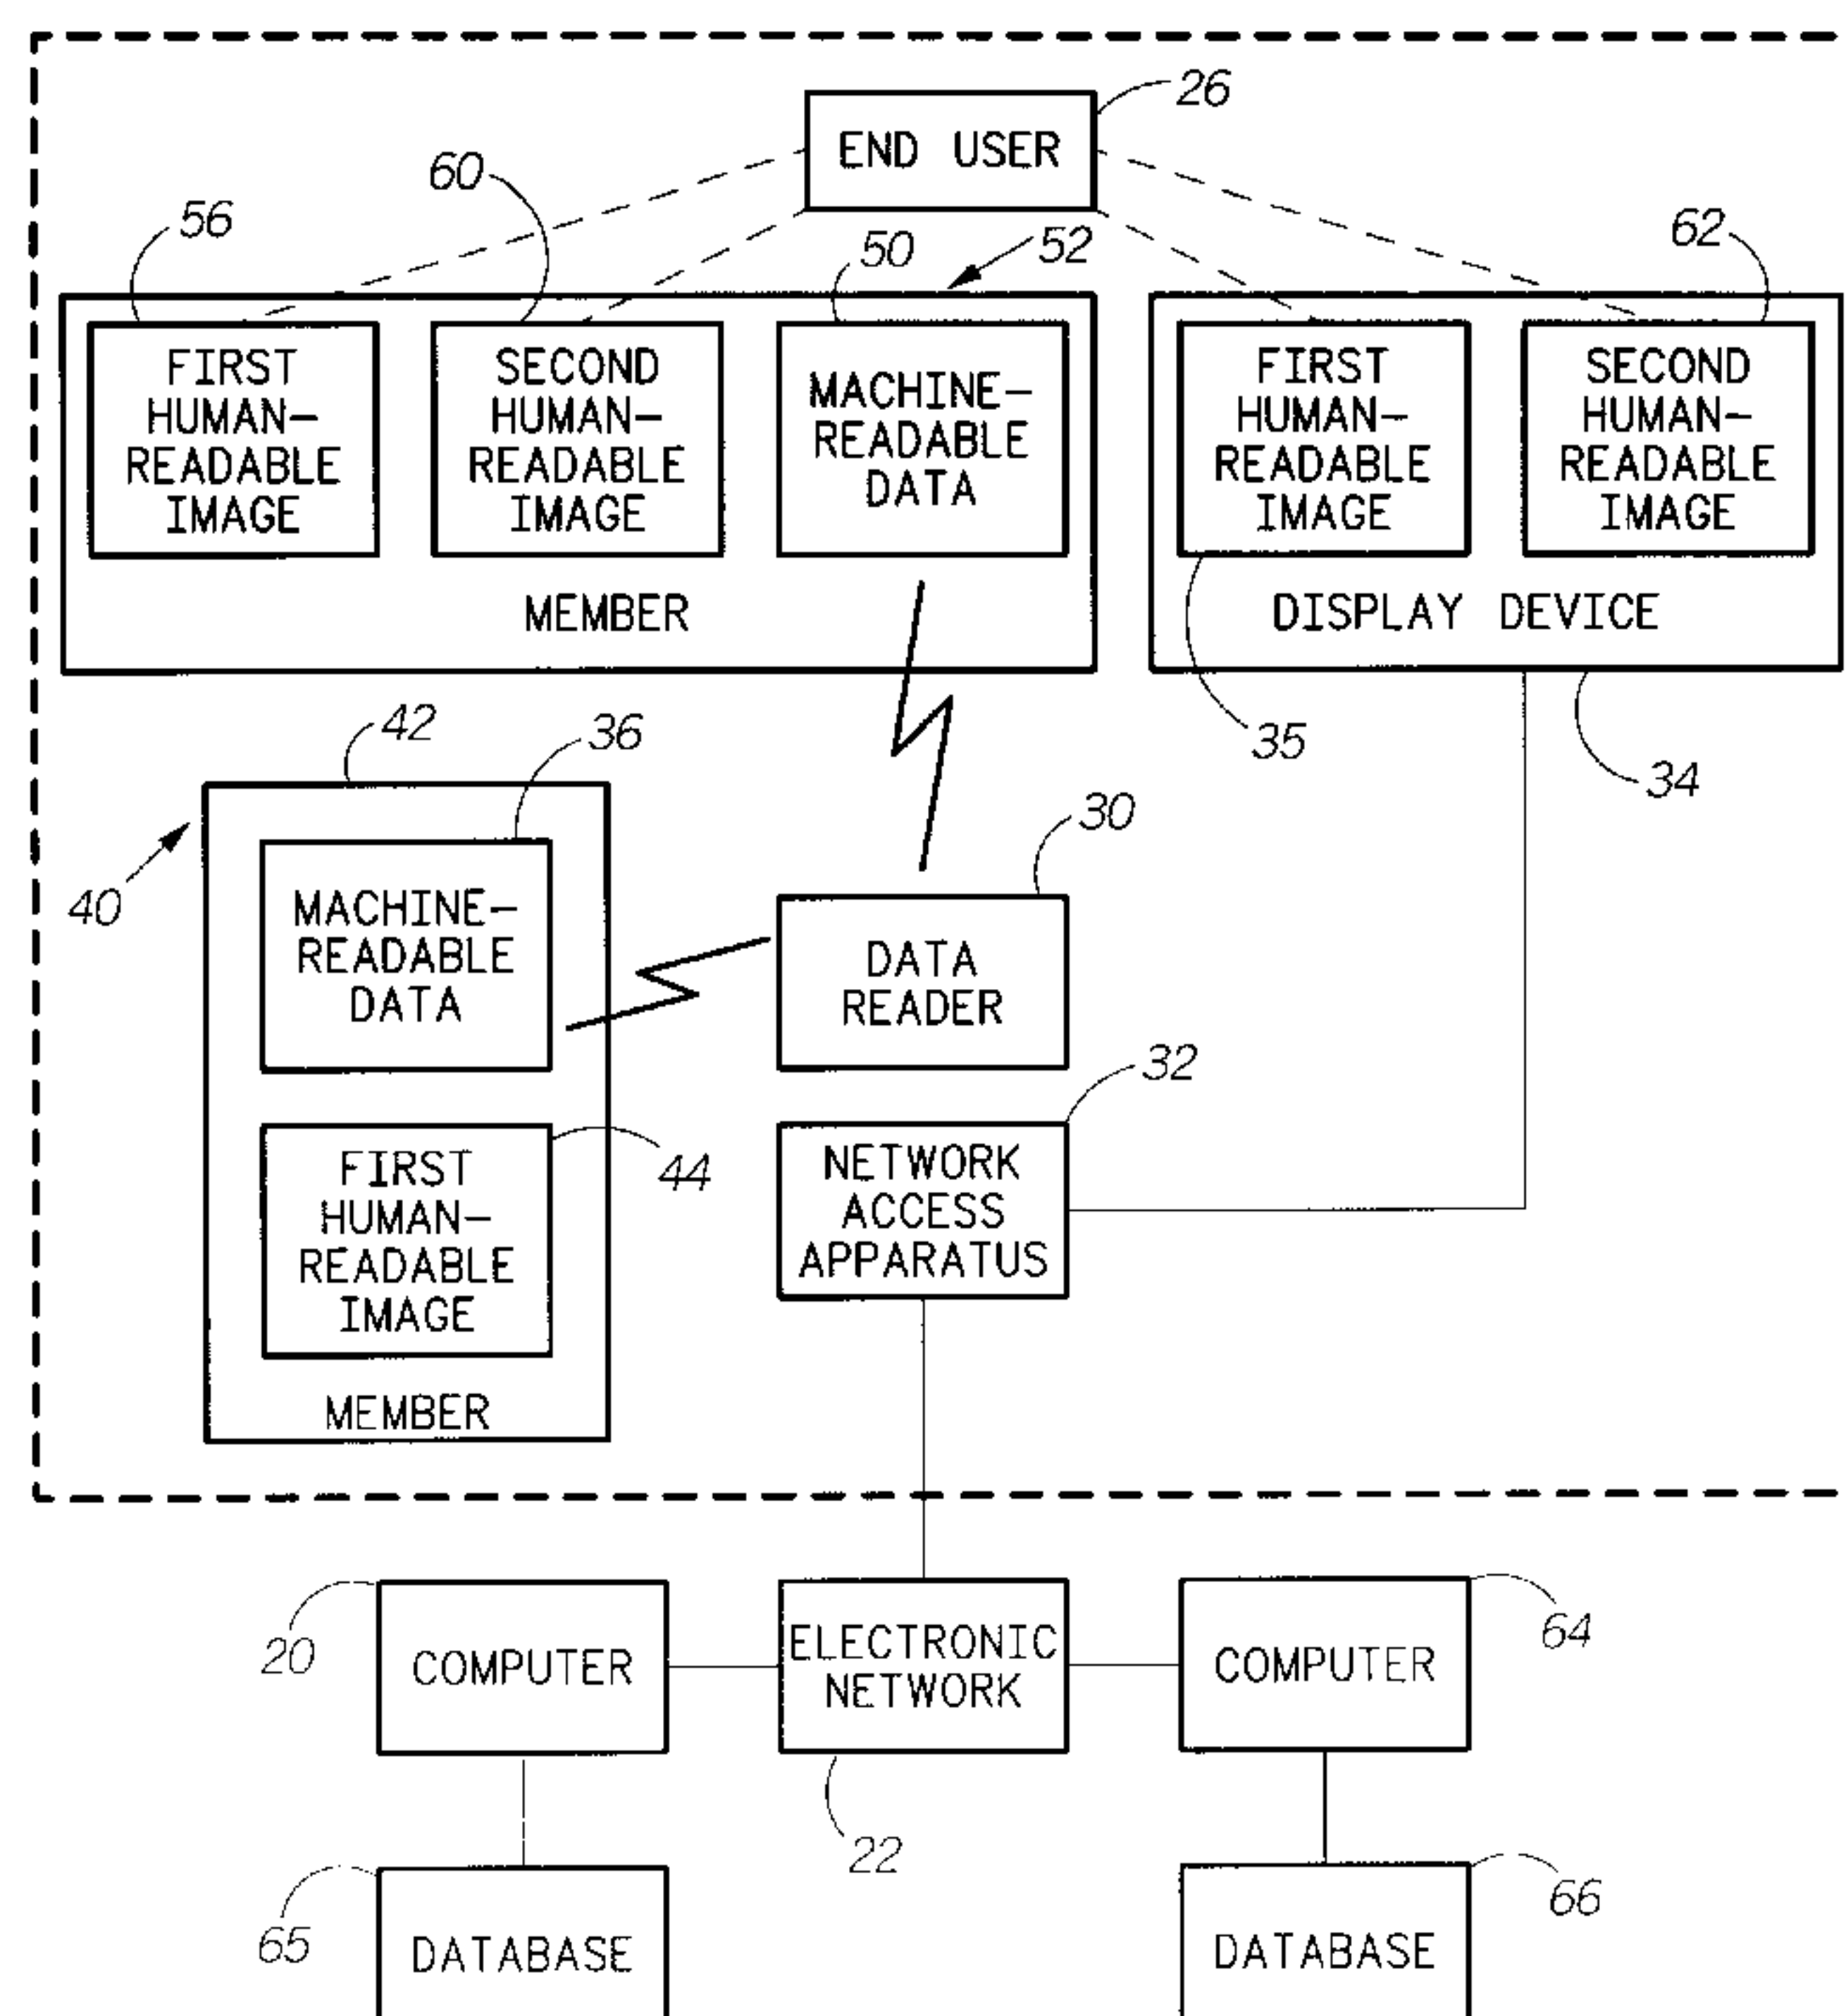 26
END USER
60
56
50
52
62
FIRST
HUMAN-
READABLE
IMAGE
SECOND
HUMAN-
READABLE
IMAGE
MACHINE-
READABLE
DATA
MEMBER
FIRST
HUMAN-
READABLE
IMAGE
SECOND
HUMAN-
READABLE
IMAGE
DISPLAY DEVICE
42
36
35
34
40
30
MACHINE-
READABLE
DATA
DATA
READER
32
FIRST
HUMAN-
READABLE
IMAGE
44
MEMBER
NETWORK
ACCESS
APPARATUS
20
COMPUTER
ELECTRONIC
NETWORK
COMPUTER
64
22
65
DATABASE
DATABASE
66